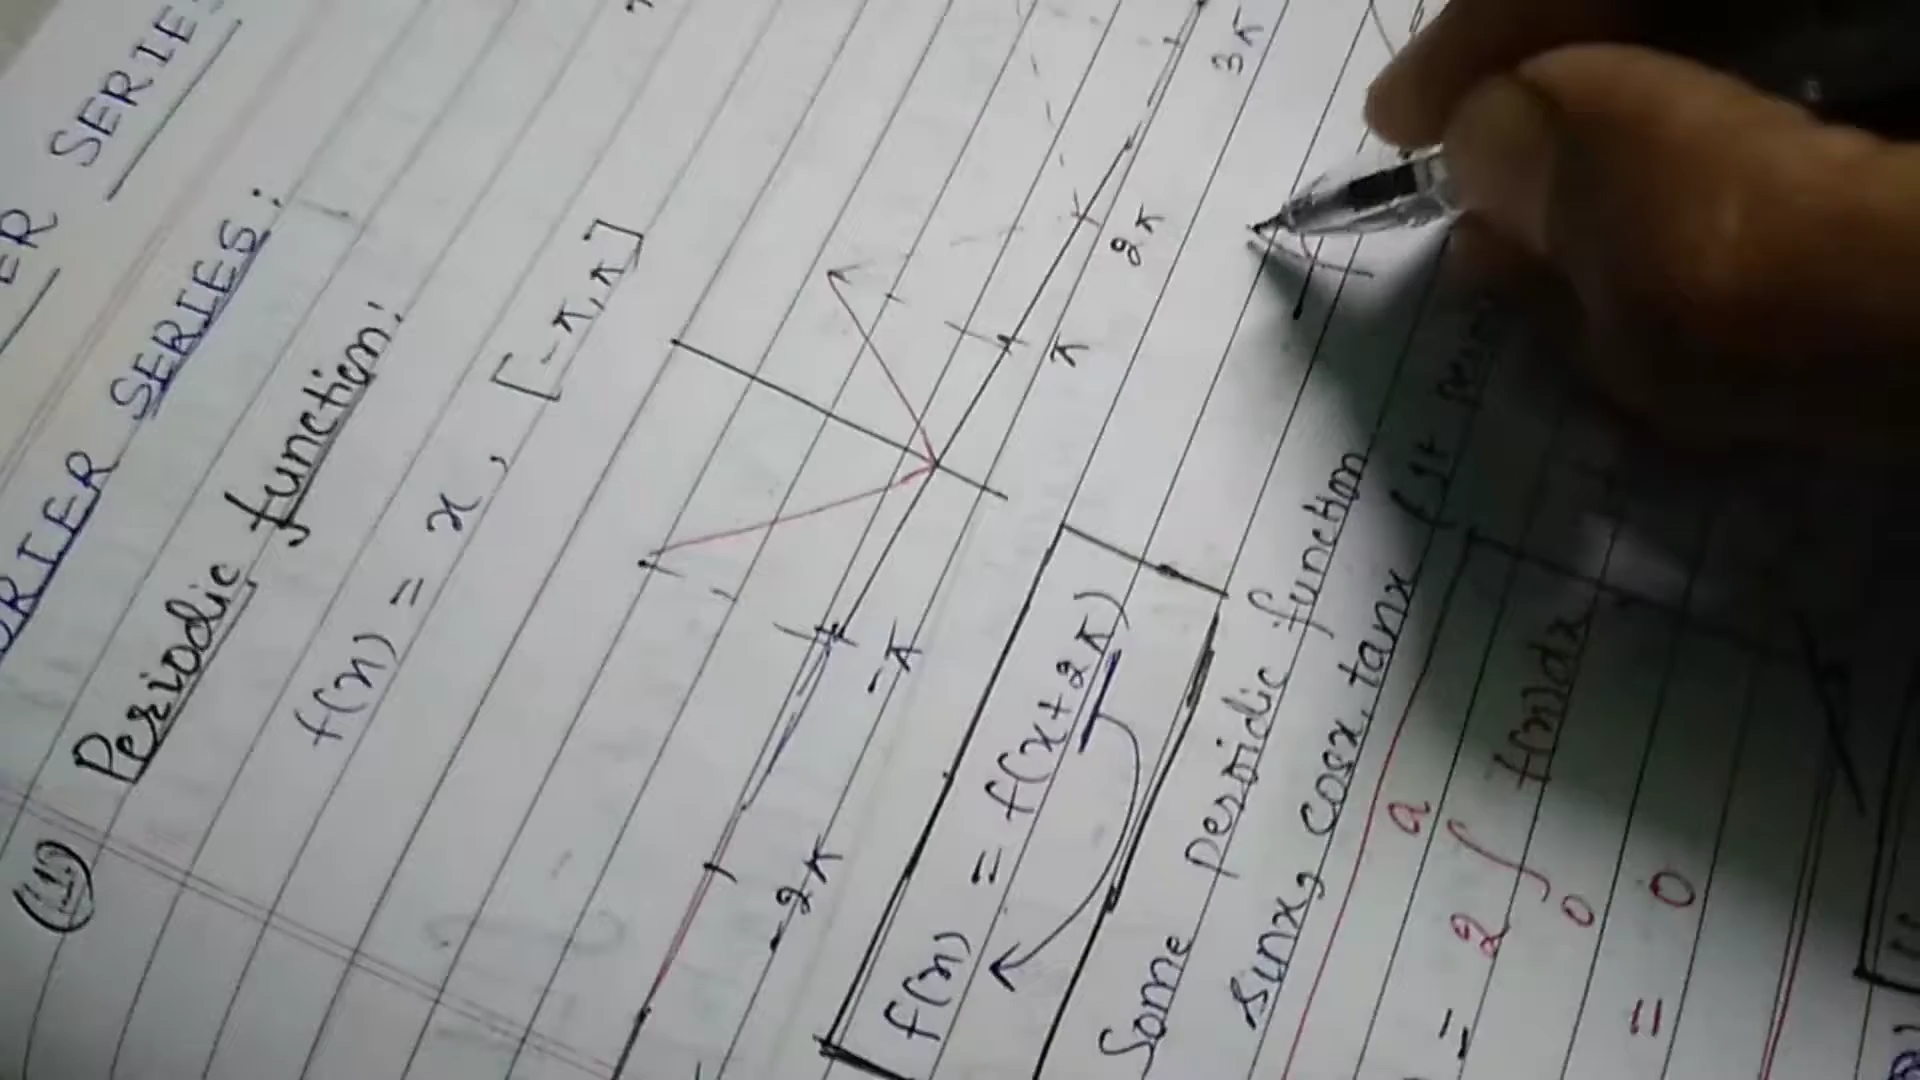 ER SERIE
RIER SERIES:
(1) Periodic function:
f(x) = x, [-π, π]
-2π -π π 2π 3π
f(x) = f(x+2π)
Some periodic function
sinx, cosx, tanx
= 2 ∫ f(x)dx
a
0
= 0